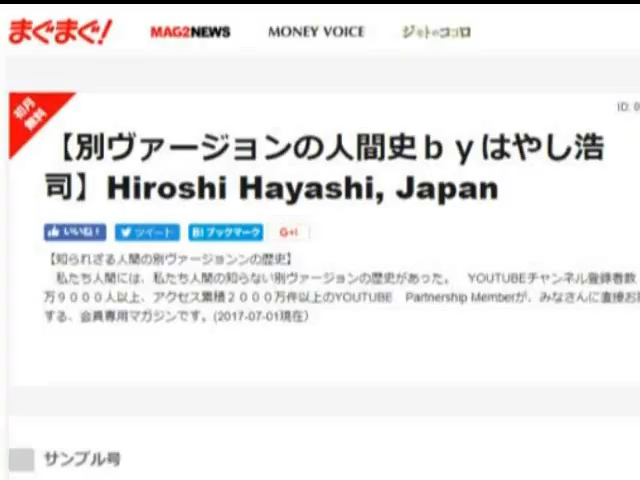 まぐまぐ! MAG2NEWS MONEY VOICE ジモトのココロ
初月
無料
ID: 0
【別ヴァージョンの人間史ｂｙはやし浩
司】Hiroshi Hayashi, Japan
いいね! ツイート B!ブックマーク G+1
【知られざる人間の別ヴァージョンンの歴史】
私たち人間には、私たち人間の知らない別ヴァージョンの歴史があった。 YOUTUBEチャンネル登録者数
万９０００人以上、アクセス累積２０００万件以上のYOUTUBE Partnership Memberが、みなさんに直接お
する、会員専用マガジンです。(2017-07-01現在)
サンプル号